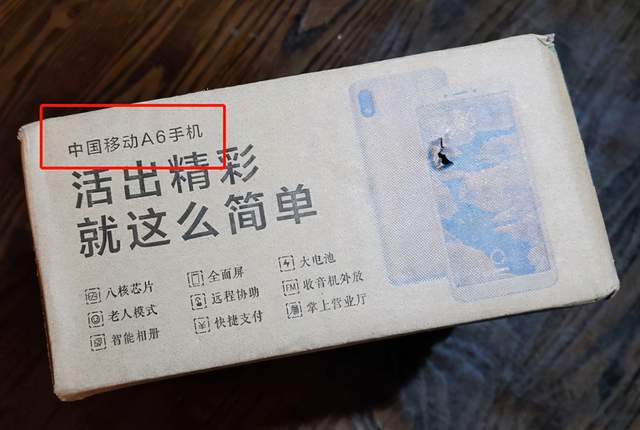 中国移动A6手机
活出精彩
就这么简单
八核芯片 全面屏 大电池
老人模式 远程协助 收音机外放
智能相册 快捷支付 掌上营业厅